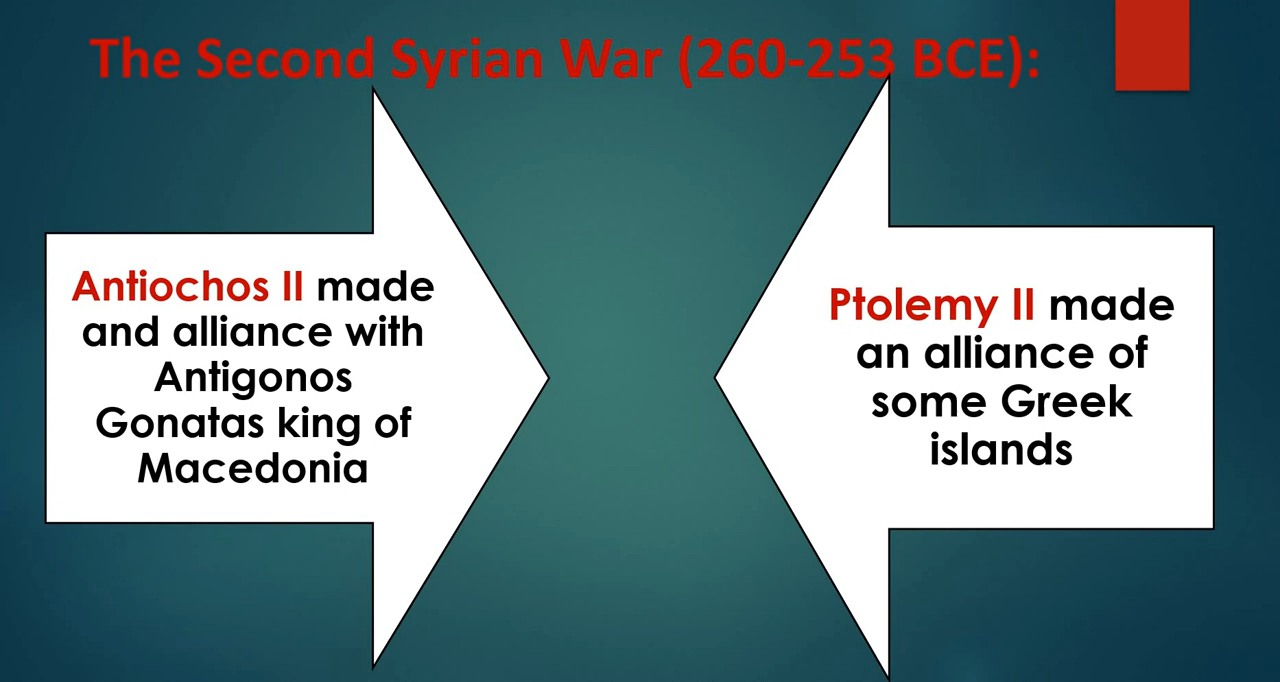 The Second Syrian War (260-253 BCE):
Antiochos II made
and alliance with
Antigonos
Gonatas king of
Macedonia
Ptolemy II made
an alliance of
some Greek
islands